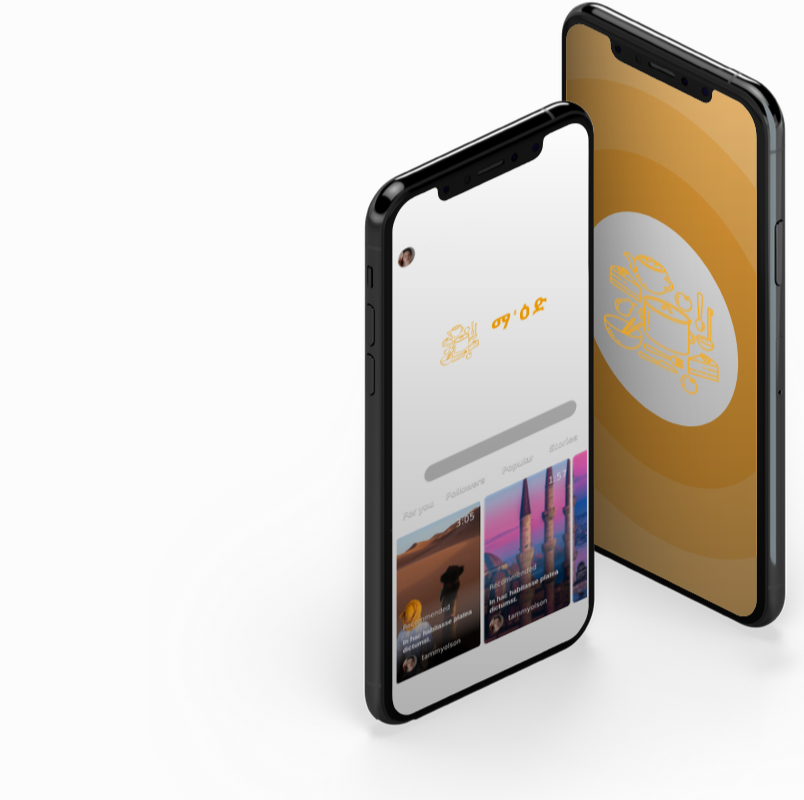 ማ'ዕድ
For you
Followers
Popular
Stories
3:05
1:57
Recommended
In hac habitasse platea
dictumst.
tammyolson
Recommended
In hac habitasse platea
dictumst.
tammyolson